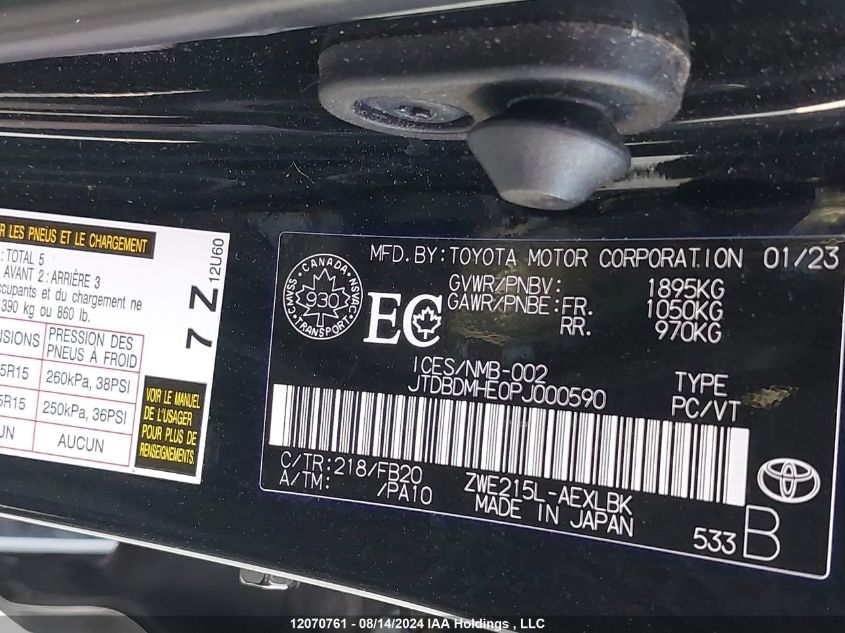 R LES PNEUS ET LE CHARGEMENT
: TOTAL 5
AVANT 2 : ARRIÈRE 3
ccupants et du chargement ne
390 kg ou 860 lb.
NSIONS PRESSION DES PNEUS À FROID
5R15 260kPa, 38PSI
5R15 250kPa, 36PSI
UN AUCUN
VOIR LE MANUEL
DE L'USAGER
POUR PLUS DE
RENSEIGNEMENTS.
7 Z 12U60
MFD. BY: TOYOTA MOTOR CORPORATION 01/23
GVWR/PNBV: 1895KG
GAWR/PNBE: FR. 1050KG
RR. 970KG
CANADA
CMVSS NSVAC
930
TRANSPORT
EC
ICES/NMB-002
JTDBDMHE0PJ000590
TYPE
PC/VT
C/TR: 218/FB20
A/TM: /PA10
ZWE215L-AEXLBK
MADE IN JAPAN
533 B
12070761 - 08/14/2024 IAA Holdings , LLC